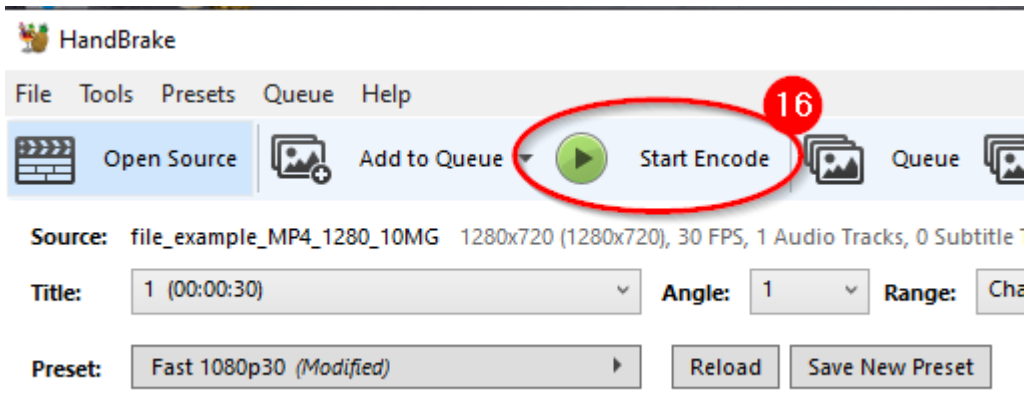 HandBrake
File Tools Presets Queue Help
16
Open Source Add to Queue Start Encode Queue
Source: file_example_MP4_1280_10MG 1280x720 (1280x720), 30 FPS, 1 Audio Tracks, 0 Subtitle
Title: 1 (00:00:30) Angle: 1 Range: Cha
Preset: Fast 1080p30 (Modified) Reload Save New Preset